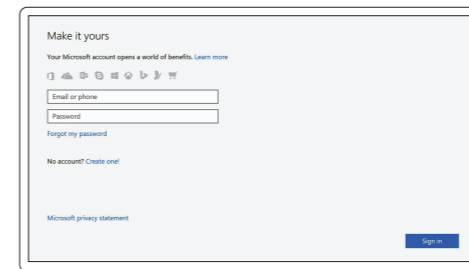 Make it yours
Your Microsoft account opens a world of benefits. Learn more
Email or phone
Password
Forgot my password
No account? Create one!
Microsoft privacy statement
Sign in